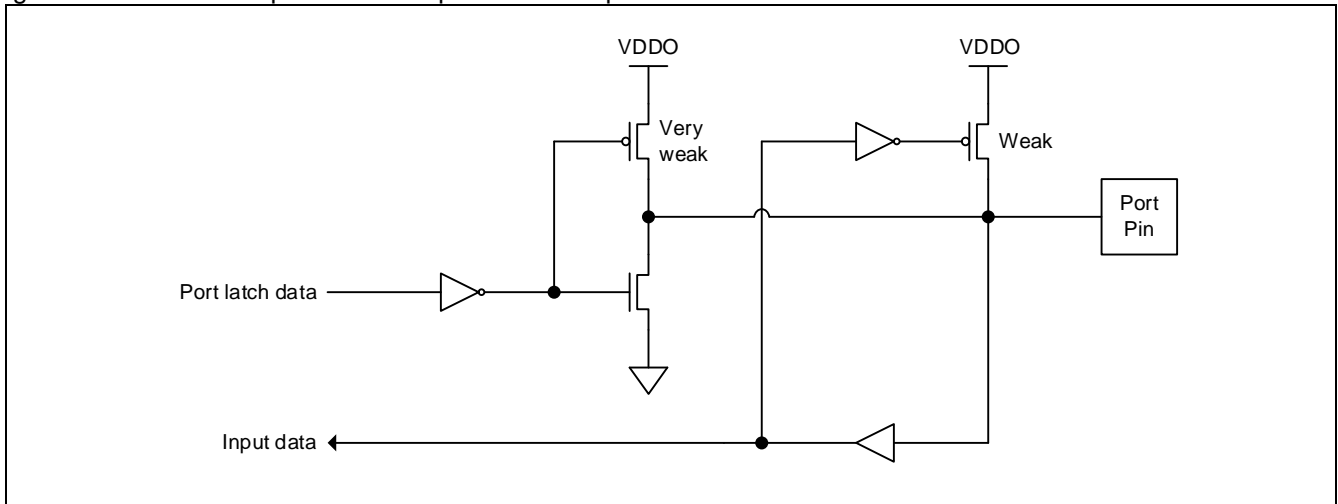 VDDO
VDDO
Very
weak
Weak
Port
Pin
Port latch data
Input data